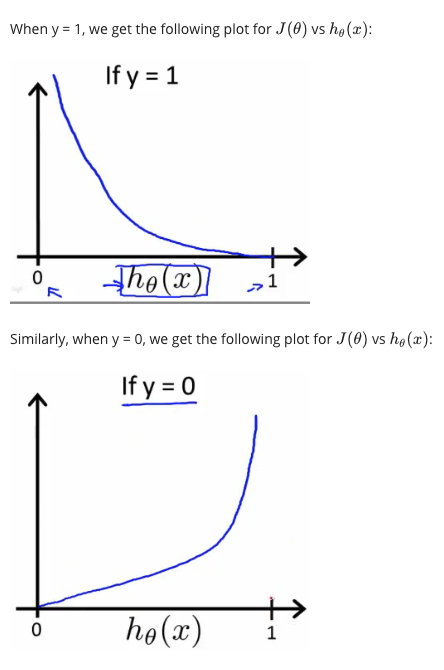 When y = 1, we get the following plot for J(θ) vs hθ(x):
If y = 1
0
hθ(x)
1
Similarly, when y = 0, we get the following plot for J(θ) vs hθ(x):
If y = 0
0
hθ(x)
1